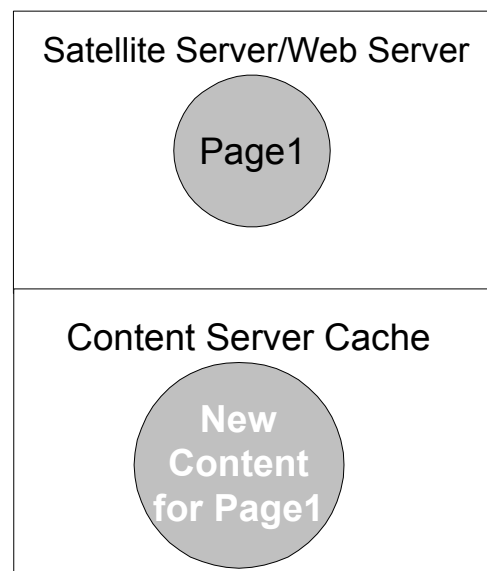 Satellite Server/Web Server
Page1
Content Server Cache
New
Content
for Page1